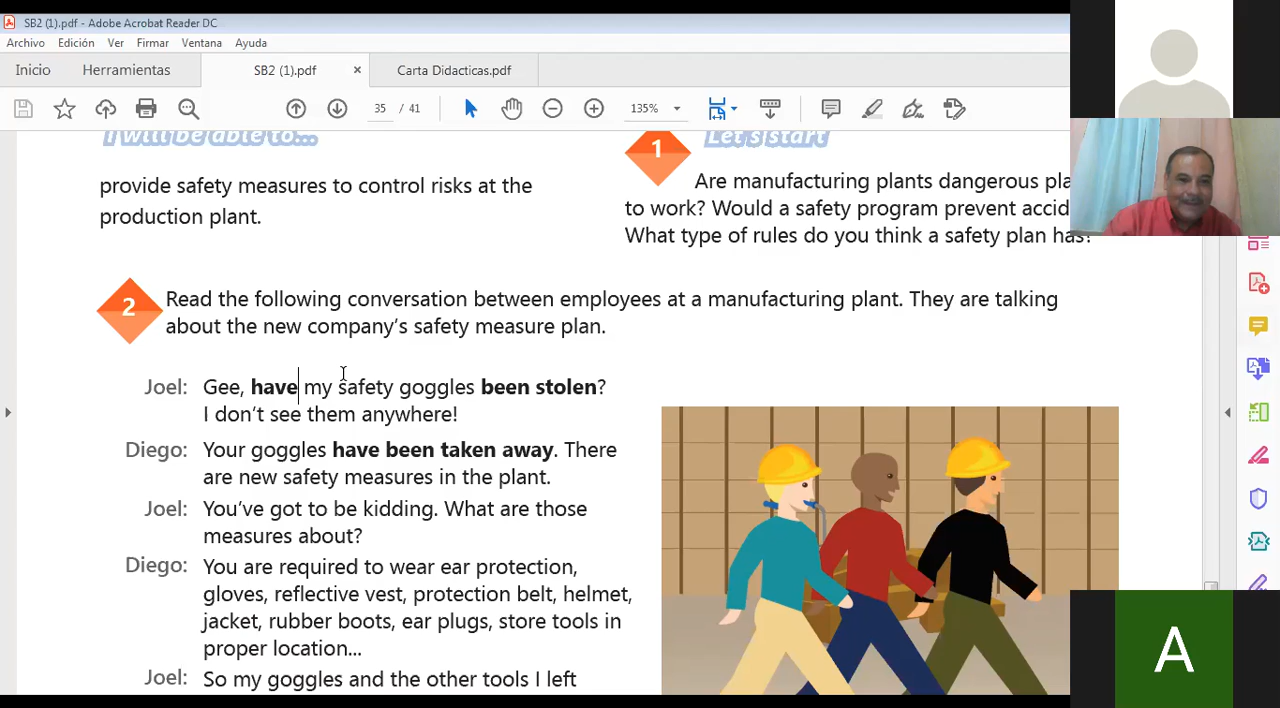 SB2 (1).pdf - Adobe Acrobat Reader DC
Archivo Edición Ver Firmar Ventana Ayuda
Inicio Herramientas SB2 (1).pdf × Carta Didacticas.pdf
35 / 41 135%
I will be able to...
Let's start
provide safety measures to control risks at the
production plant.
1
Are manufacturing plants dangerous
to work? Would a safety program prevent
What type of rules do you think a safety plan has?
2
Read the following conversation between employees at a manufacturing plant. They are talking
about the new company's safety measure plan.
Joel: Gee, have my safety goggles been stolen?
I don't see them anywhere!
Diego: Your goggles have been taken away. There
are new safety measures in the plant.
Joel: You've got to be kidding. What are those
measures about?
Diego: You are required to wear ear protection,
gloves, reflective vest, protection belt, helmet,
jacket, rubber boots, ear plugs, store tools in
proper location...
Joel: So my goggles and the other tools I left
A